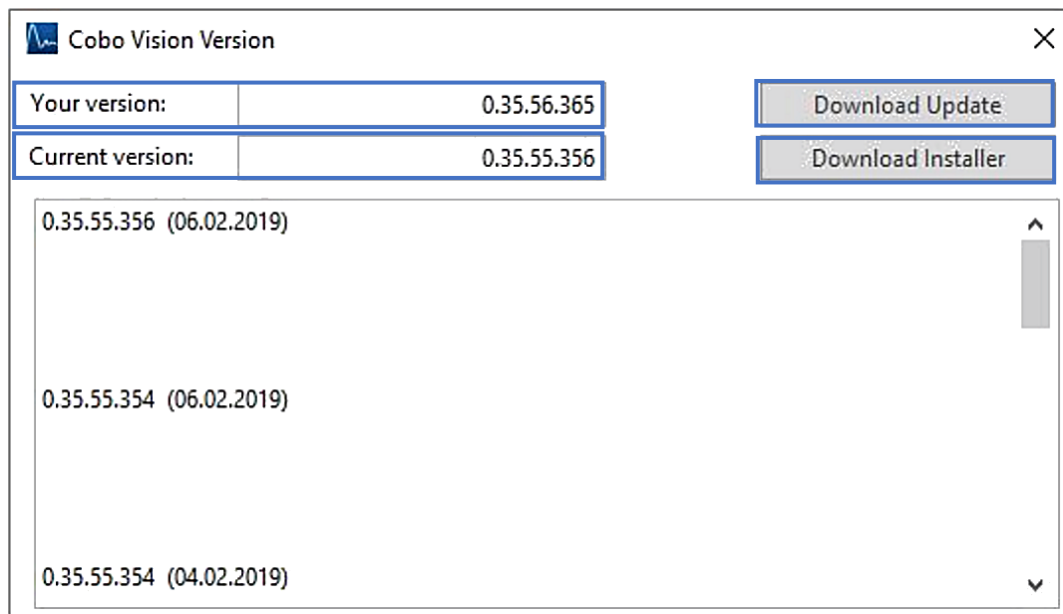 Cobo Vision Version
Your version: 0.35.56.365 Download Update
Current version: 0.35.55.356 Download Installer
0.35.55.356 (06.02.2019)
0.35.55.354 (06.02.2019)
0.35.55.354 (04.02.2019)